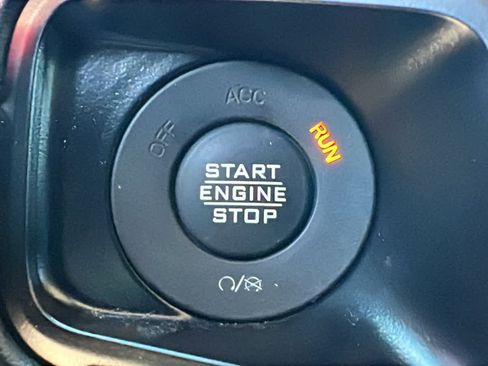 OFF
ACC
RUN
START
ENGINE
STOP